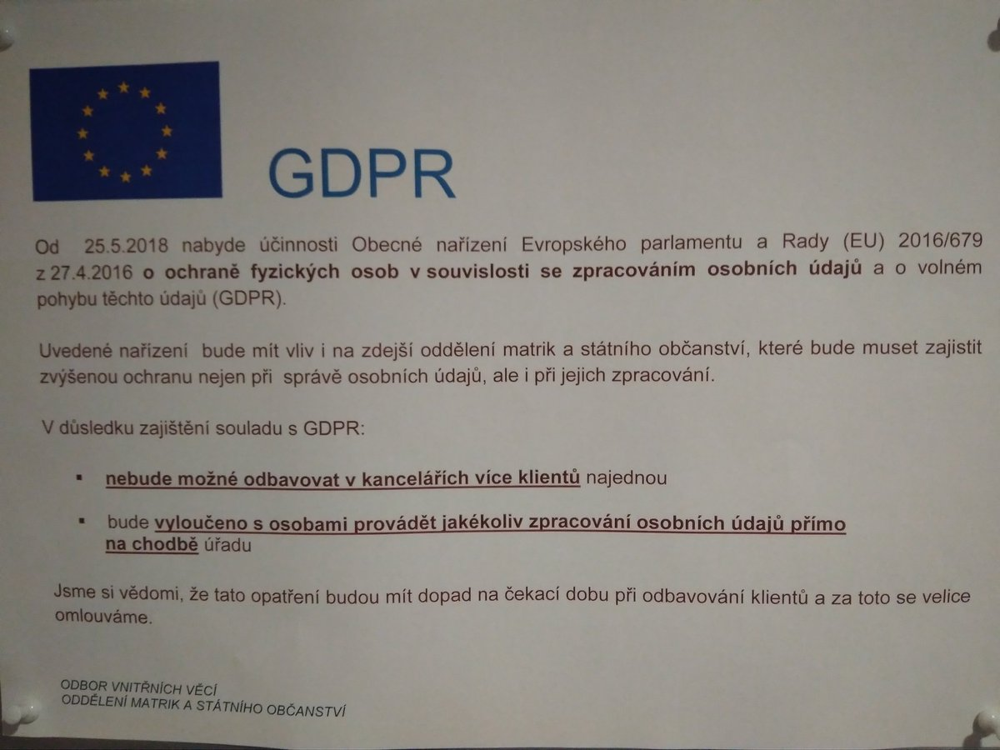 GDPR
Od 25.5.2018 nabyde účinnosti Obecné nařízení Evropského parlamentu a Rady (EU) 2016/679
z 27.4.2016 o ochraně fyzických osob v souvislosti se zpracováním osobních údajů a o volném
pohybu těchto údajů (GDPR).
Uvedené nařízení bude mít vliv i na zdejší oddělení matrik a státního občanství, které bude muset zajistit
zvýšenou ochranu nejen při správě osobních údajů, ale i při jejich zpracování.
V důsledku zajištění souladu s GDPR:
▪ nebude možné odbavovat v kancelářích více klientů najednou
▪ bude vyloučeno s osobami provádět jakékoliv zpracování osobních údajů přímo
na chodbě úřadu
Jsme si vědomi, že tato opatření budou mít dopad na čekací dobu při odbavování klientů a za toto se velice
omlouváme.
ODBOR VNITŘNÍCH VĚCÍ
ODDĚLENÍ MATRIK A STÁTNÍHO OBČANSTVÍ